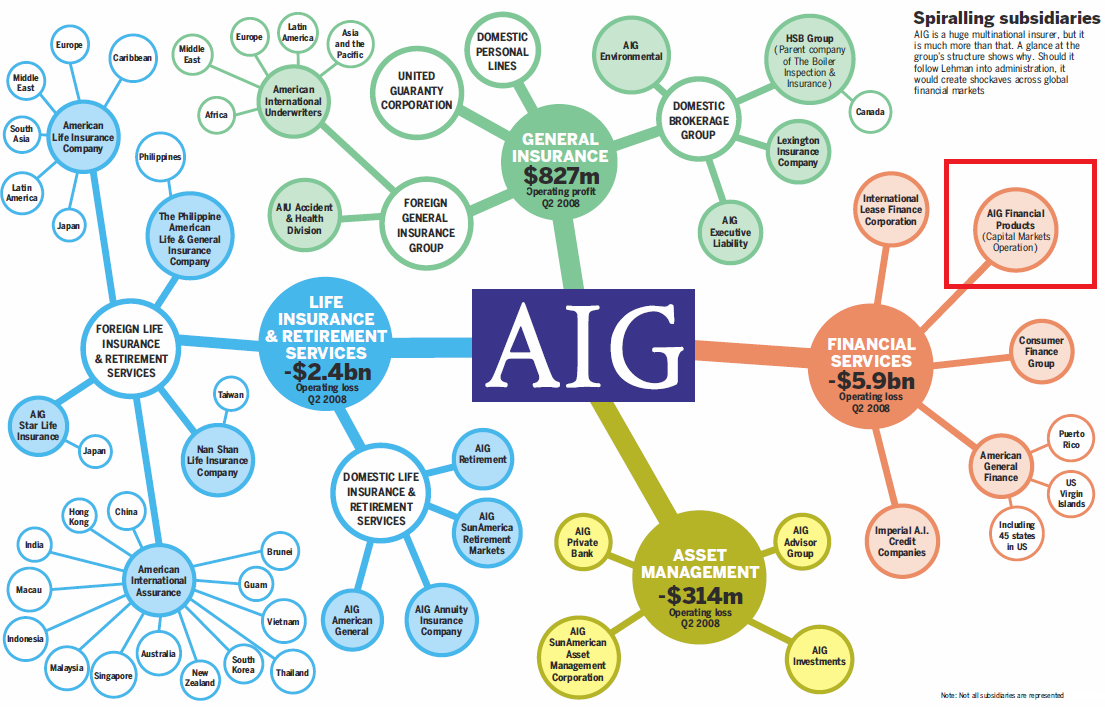 Spiralling subsidiaries
AIG is a huge multinational insurer, but it
is much more than that. A glance at the
group's structure shows why. Should it
follow Lehman into administration, it
would create shockwaves across global
financial markets
AIG
GENERAL
INSURANCE
$827m
Operating profit
Q2 2008
DOMESTIC
PERSONAL
LINES
UNITED
GUARANTY
CORPORATION
FOREIGN
GENERAL
INSURANCE
GROUP
AIU Accident
& Health
Division
American
International
Underwriters
Africa
Middle
East
Europe
Latin
America
Asia
and the
Pacific
DOMESTIC
BROKERAGE
GROUP
AIG
Environmental
HSB Group
(Parent company
of The Boiler
Inspection &
Insurance)
Canada
Lexington
Insurance
Company
AIG
Executive
Liability
LIFE
INSURANCE
& RETIREMENT
SERVICES
-$2.4bn
Operating loss
Q2 2008
FOREIGN LIFE
INSURANCE
& RETIREMENT
SERVICES
American
Life Insurance
Company
Europe
Caribbean
Middle
East
South
Asia
Latin
America
Japan
The Philippine
American
Life & General
Insurance
Company
Philippines
AIG
Star Life
Insurance
Japan
Nan Shan
Life Insurance
Company
Taiwan
American
International
Assurance
China
Hong
Kong
India
Macau
Indonesia
Malaysia
Singapore
Australia
New
Zealand
South
Korea
Thailand
Vietnam
Guam
Brunei
DOMESTIC LIFE
INSURANCE &
RETIREMENT
SERVICES
AIG
Retirement
AIG
SunAmerica
Retirement
Markets
AIG
American
General
AIG Annuity
Insurance
Company
FINANCIAL
SERVICES
-$5.9bn
Operating loss
Q2 2008
International
Lease Finance
Corporation
AIG Financial
Products
(Capital Markets
Operation)
Consumer
Finance
Group
American
General
Finance
Puerto
Rico
US
Virgin
Islands
Including
45 states
in US
Imperial A.I.
Credit
Companies
ASSET
MANAGEMENT
-$314m
Operating loss
Q2 2008
AIG
Private
Bank
AIG
Advisor
Group
AIG
SunAmerican
Asset
Management
Corporation
AIG
Investments
Note: Not all subsidiaries are represented